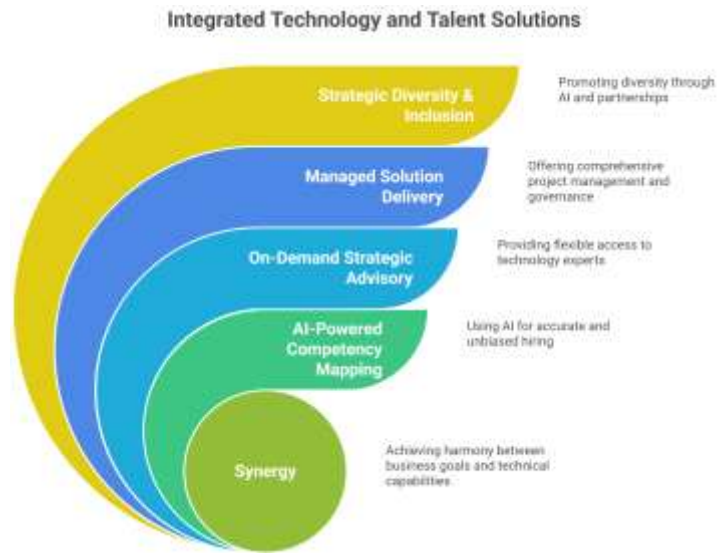 Integrated Technology and Talent Solutions
Strategic Diversity &
Inclusion
Promoting diversity through
AI and partnerships
Managed Solution
Delivery
Offering comprehensive
project management and
governance
On-Demand Strategic
Advisory
Providing flexible access to
technology experts
AI-Powered
Competency
Mapping
Using AI for accurate and
unbiased hiring
Synergy
Achieving harmony between
business goals and technical
capabilities